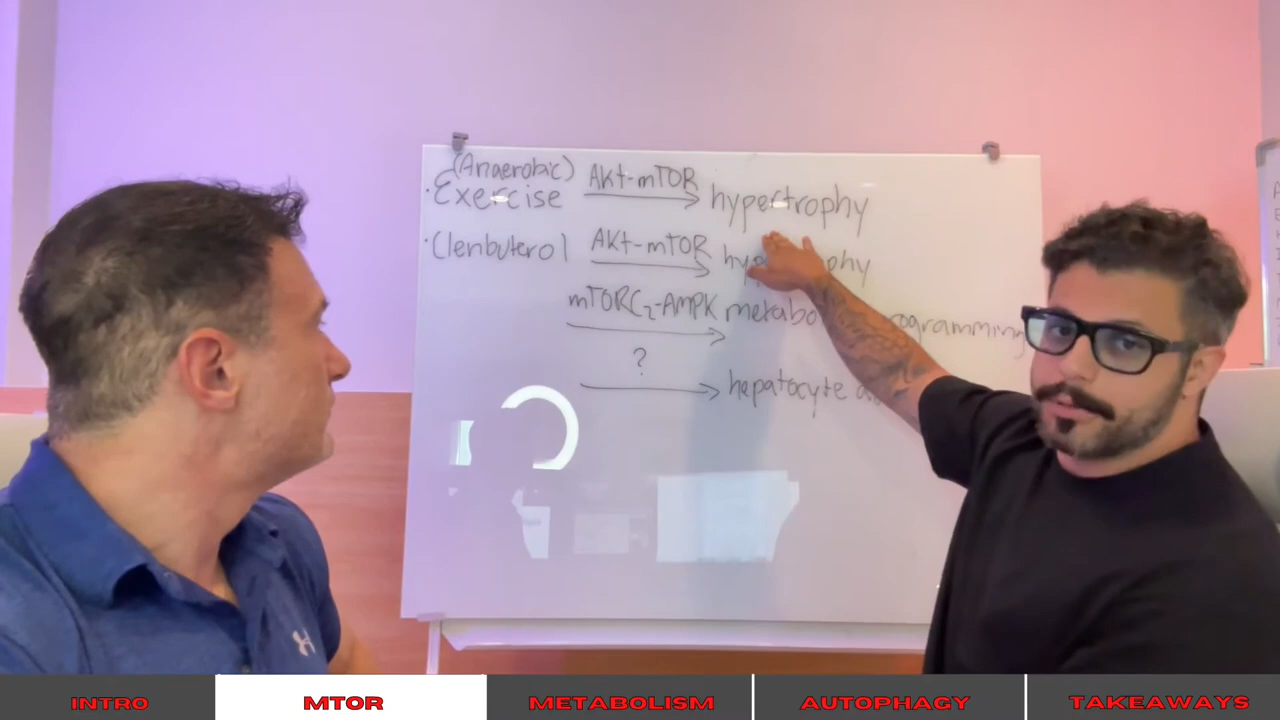 (Anaerobic)
·Exercise AKt-mTOR hypertrophy
·Clenbuterol AKt-mTOR
mTORC₂-AMPK
?
hepatocyte
INTRO MTOR METABOLISM AUTOPHAGY TAKEAWAYS